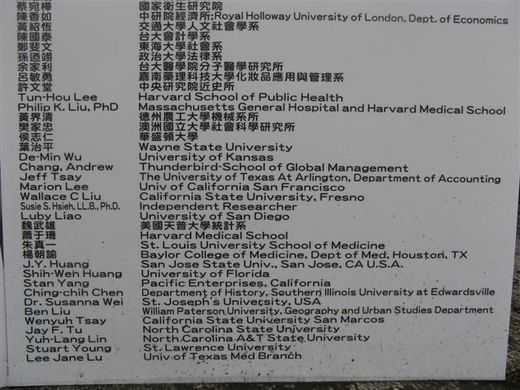 蔡宛樺 國家衛生研究院
陳香如 中研院經濟所;Royal Holloway University of London, Dept. of Economics
黃紹恆 交通大學人文社會學系
陳國泰 台大會計學系
鄭斐文 東海大學社會系
孫迺翊 政治大學法律系
余家利 台大醫學院分子醫學研究所
呂敏勇 嘉南藥理科技大學化妝品應用與管理系
許文堂 中央研究院近史所
Tun-Hou Lee Harvard School of Public Health
Philip K. Liu, PhD Massachusetts General Hospital and Harvard Medical School
黃界清 德州農工大學機械系所
樊家忠 澳洲國立大學社會科學研究所
侯志仁 華盛頓大學
葉治平 Wayne State University
De-Min Wu University of Kansas
Chang, Andrew Thunderbird-School of Global Management
Jeff Tsay The University of Texas At Arlington, Department of Accounting
Marion Lee Univ of California San Francisco
Wallace C Liu California State University, Fresno
Susie S. Hsieh, LL.B., Ph.D. Independent Researcher
Luby Liao University of San Diego
魏武雄 美國天普大學統計系
蕭于珊 Harvard Medical School
朱真一 St. Louis University School of Medicine
楊朝諭 Baylor College of Medicine, Dept of Med, Houston, TX
J.Y. Huang San Jose State Univ., San Jose, CA U.S.A.
Shih-Weh Huang University of Florida
Stan Yang Pacific Enterprises, California
Ching-chih Chen Department of History, Southern Illinois University at Edwardsville
Dr. Susanna Wei St. Joseph s University, USA
Ben Liu William Paterson University, Geography and Urban Studies Department
Wenyuh Tsay California State University San Marcos
Jay F. Tu North Carolina State University
Yuh-Lang Lin North Carolina A&T State University
Stuart Young St. Lawrence University
Lee Jane Lu Univ of Texas Med Branch